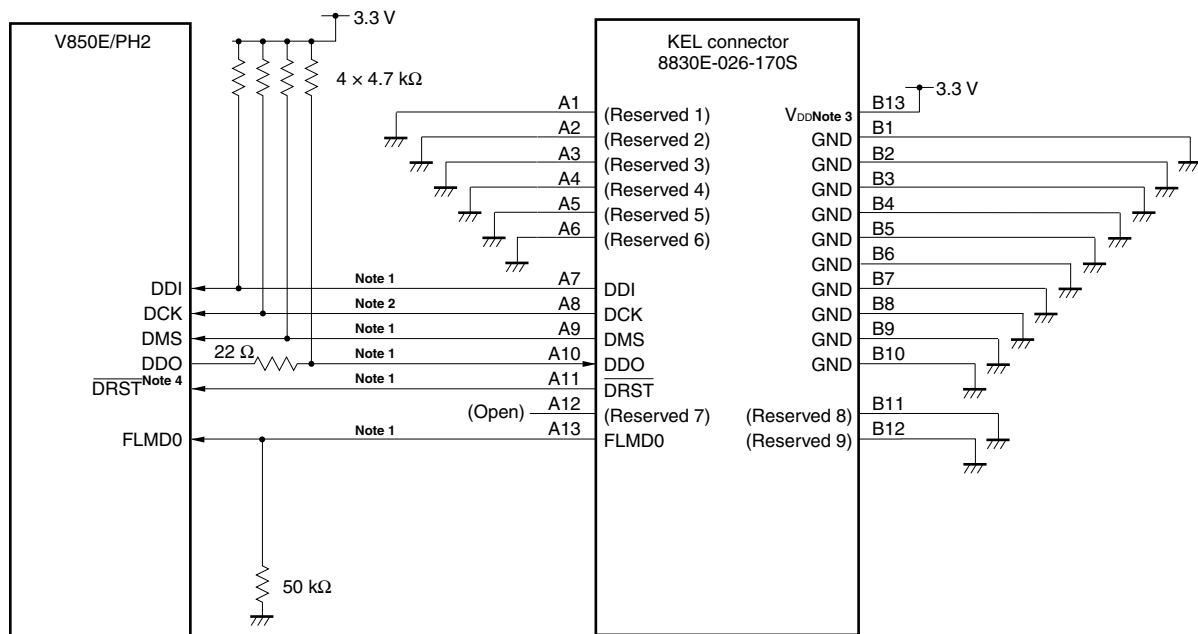 V850E/PH2
3.3 V
4 × 4.7 kΩ
KEL connector
8830E-026-170S
A1 (Reserved 1)
A2 (Reserved 2)
A3 (Reserved 3)
A4 (Reserved 4)
A5 (Reserved 5)
A6 (Reserved 6)
VDDNote 3 B13 3.3 V
GND B1
GND B2
GND B3
GND B4
GND B5
GND B6
GND B7
GND B8
GND B9
GND B10
DDI Note 1 A7 DDI
DCK Note 2 A8 DCK
DMS Note 1 A9 DMS
DDO 22 Ω Note 1 A10 DDO
DRSTNote 4 Note 1 A11 DRST
(Open) A12 (Reserved 7)
FLMD0 Note 1 A13 FLMD0
(Reserved 8) B11
(Reserved 9) B12
50 kΩ